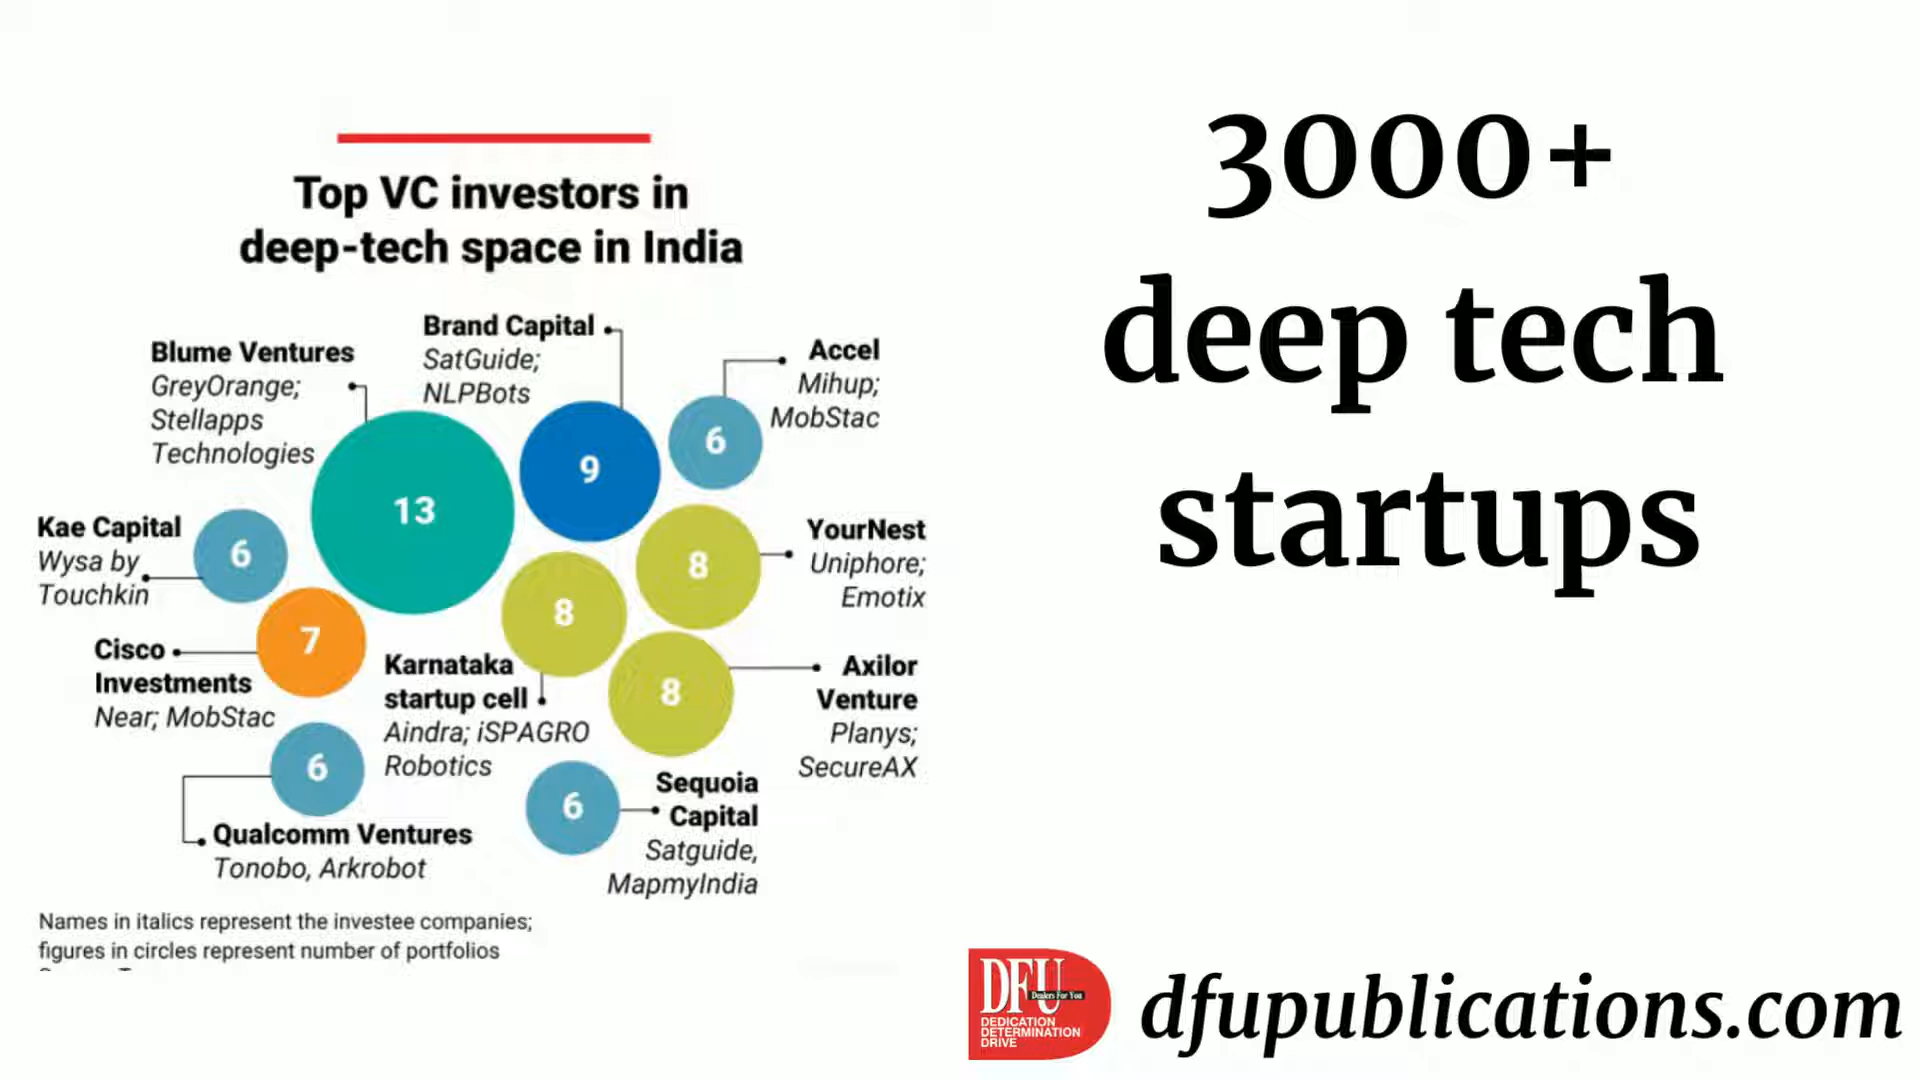 Top VC investors in
deep-tech space in India
Blume Ventures
GreyOrange;
Stellapps
Technologies
13
Brand Capital
SatGuide;
NLPBots
9
Accel
Mihup;
MobStac
6
Kae Capital
Wysa by
Touchkin
6
YourNest
Uniphore;
Emotix
8
Cisco
Investments
Near; MobStac
7
Karnataka
startup cell
Aindra; iSPAGRO
Robotics
8
Axilor
Venture
Planys;
SecureAX
8
Qualcomm Ventures
Tonobo, Arkrobot
6
Sequoia
Capital
Satguide,
MapmyIndia
6
Names in italics represent the investee companies;
figures in circles represent number of portfolios
3000+
deep tech
startups
DFU
Dealers For You
DEDICATION
DETERMINATION
DRIVE
dfupublications.com